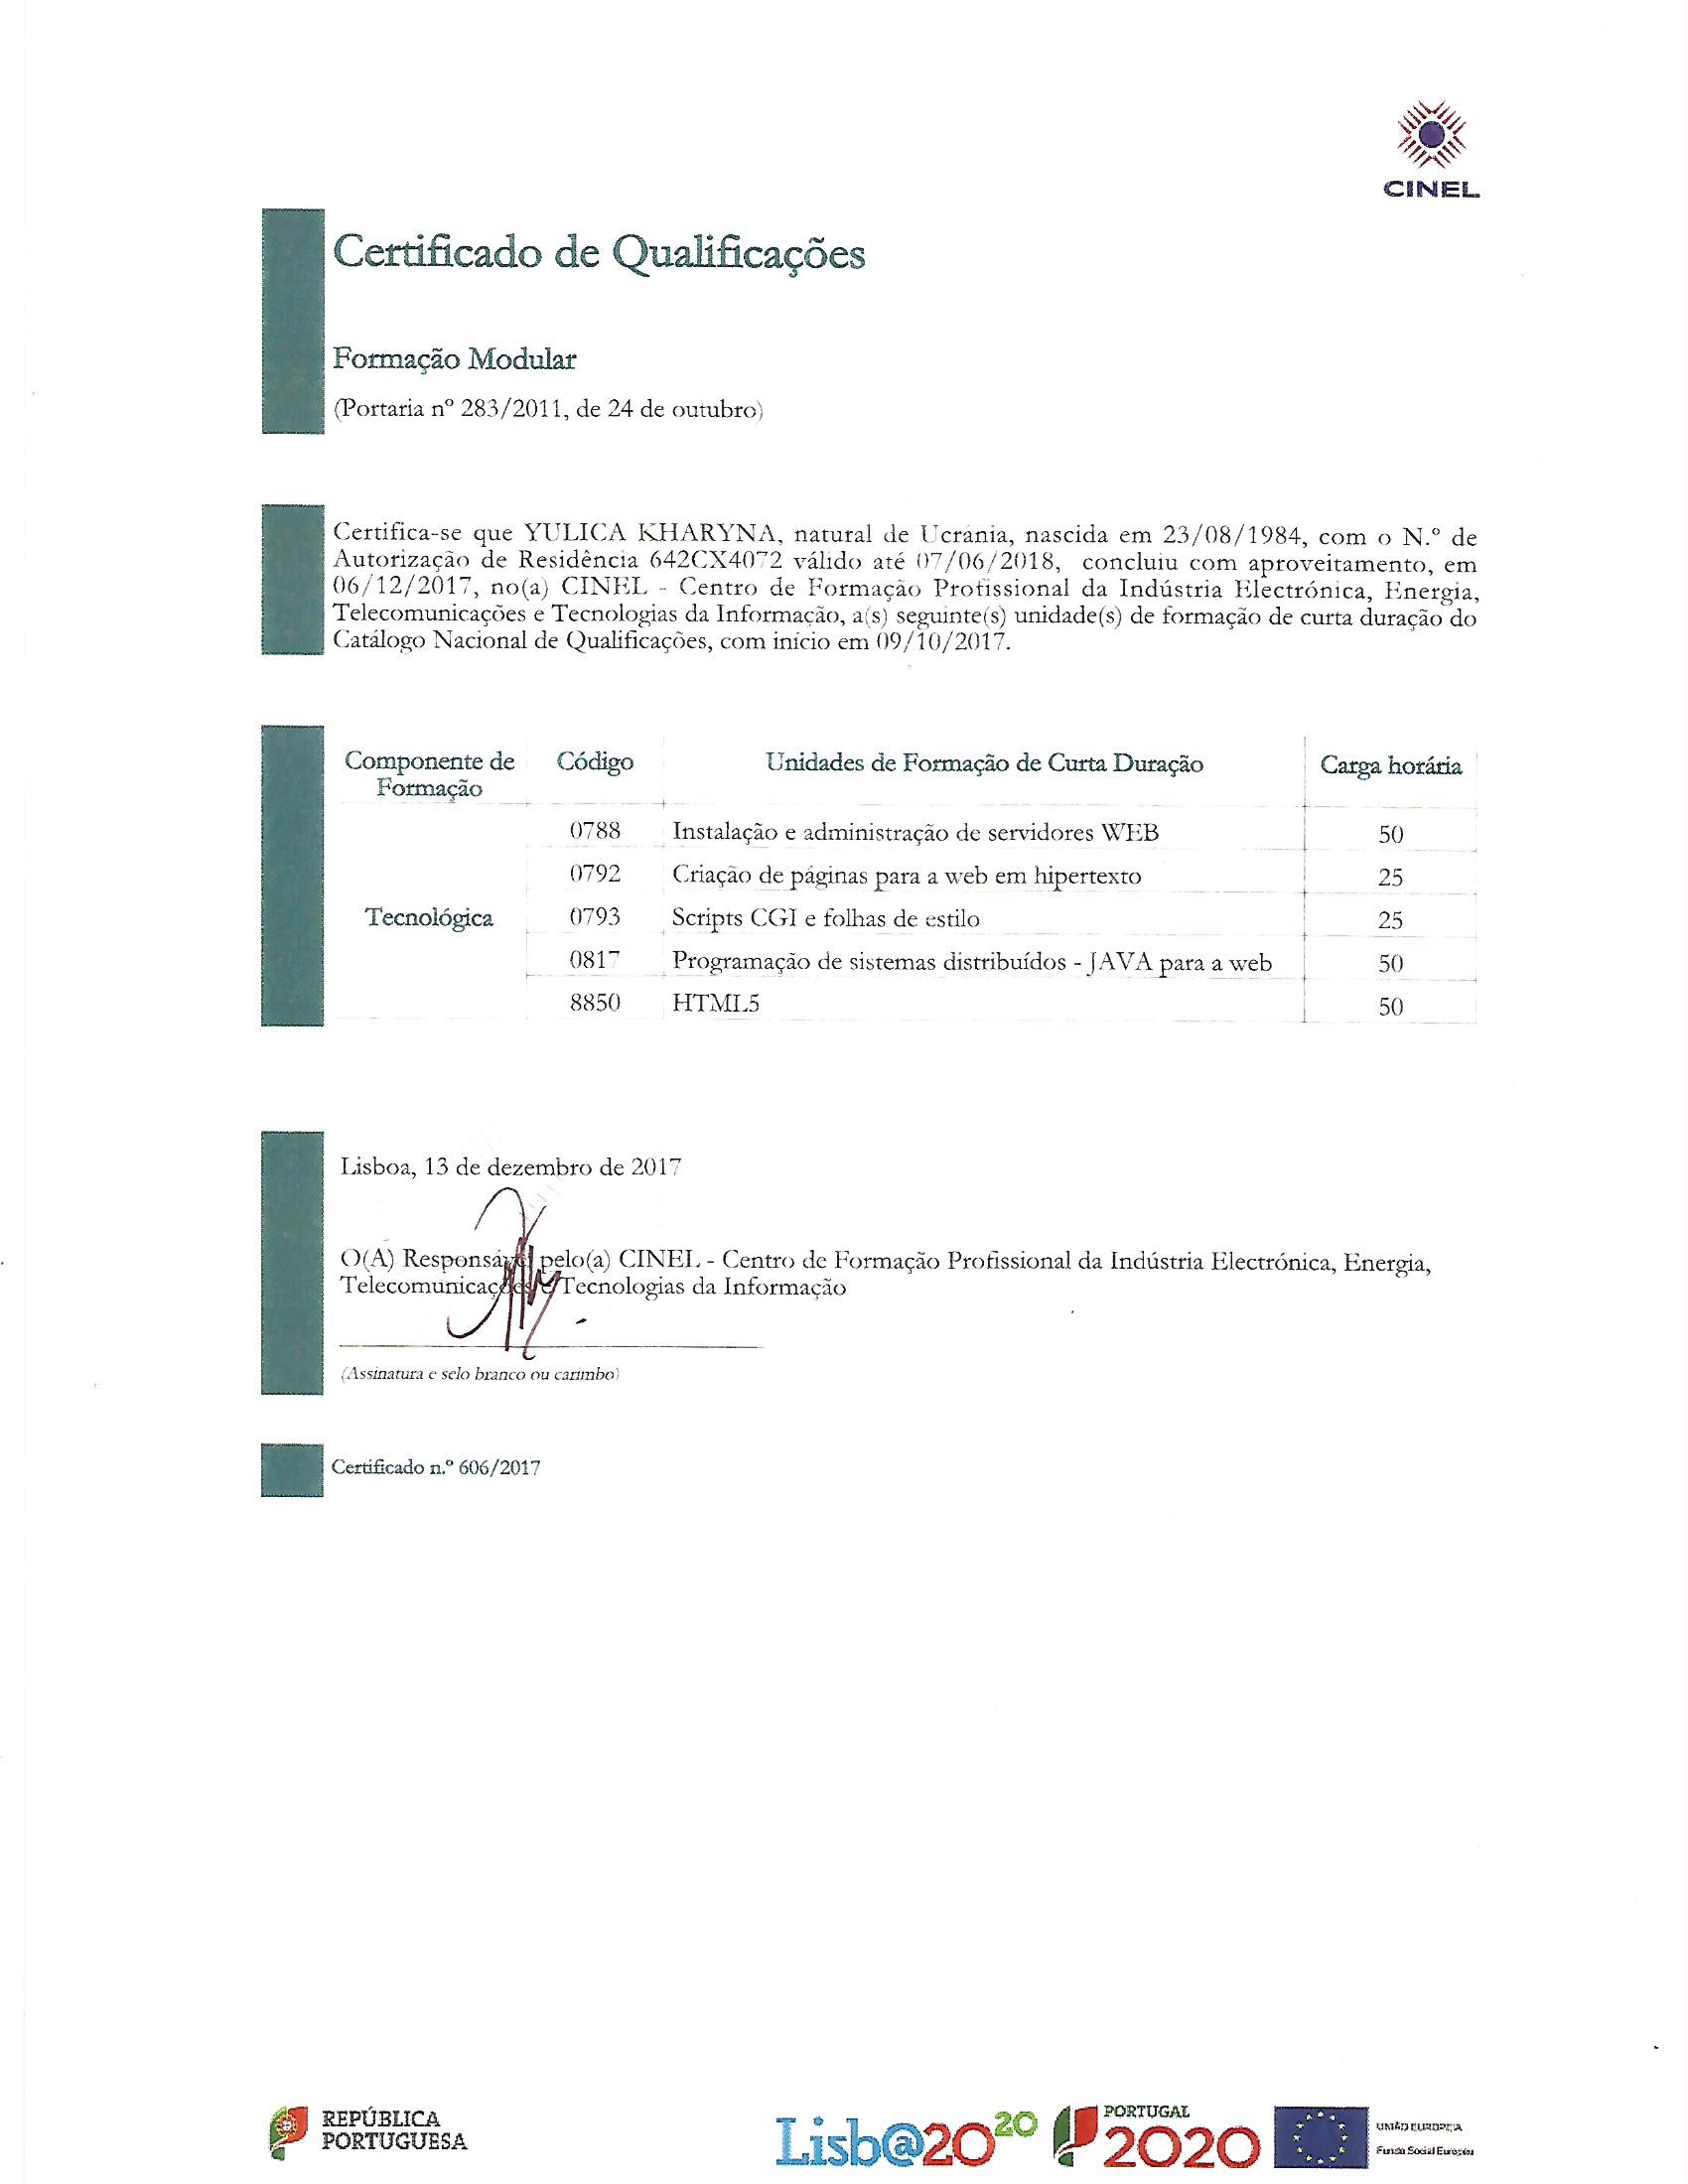 CINEL
Certificado de Qualificações
Formação Modular
(Portaria nº 283/2011, de 24 de outubro)
Certifica-se que YULICA KHARYNA, natural de Ucrania, nascida em 23/08/1984, com o N.º de
Autorização de Residência 642CX4072 válido até 07/06/2018, concluiu com aproveitamento, em
06/12/2017, no(a) CINEL - Centro de Formação Profissional da Indústria Electrónica, Energia,
Telecomunicações e Tecnologias da Informação, a(s) seguinte(s) unidade(s) de formação de curta duração do
Catálogo Nacional de Qualificações, com início em 09/10/2017.
Componente de Formação Código Unidades de Formação de Curta Duração Carga horária
0788 Instalação e administração de servidores WEB 50
0792 Criação de páginas para a web em hipertexto 25
Tecnológica 0793 Scripts CGI e folhas de estilo 25
0817 Programação de sistemas distribuídos - JAVA para a web 50
8850 HTML5 50
Lisboa, 13 de dezembro de 2017
O(A) Responsável pelo(a) CINEL - Centro de Formação Profissional da Indústria Electrónica, Energia,
Telecomunicações e Tecnologias da Informação
(Assinatura e selo branco ou carimbo)
Certificado n.º 606/2017
REPÚBLICA
PORTUGUESA
Lisb@2020
PORTUGAL
2020
UNIÃO EUROPEIA
Fundo Social Europeu